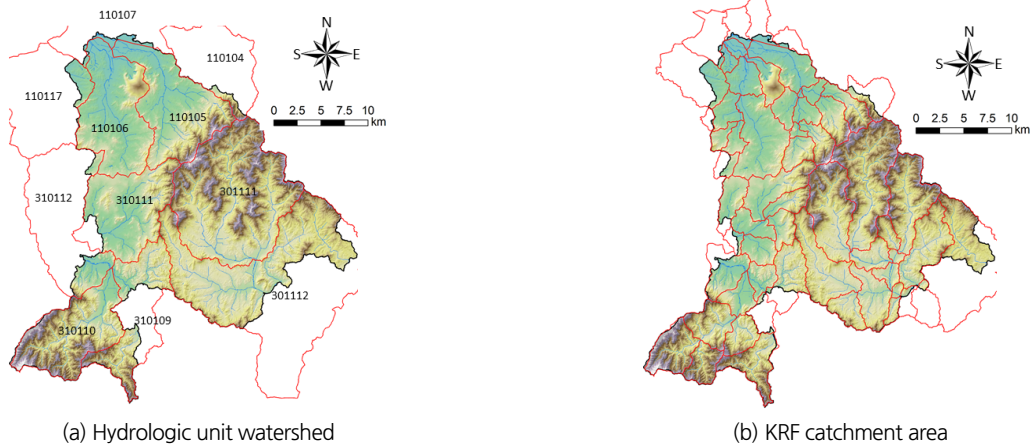 110107
N
S E
W
0 2.5 5 7.5 10
km
110104
110117
110105
110106
310112
310111
301111
301112
310109
310110
(a) Hydrologic unit watershed
N
S E
W
0 2.5 5 7.5 10
km
(b) KRF catchment area